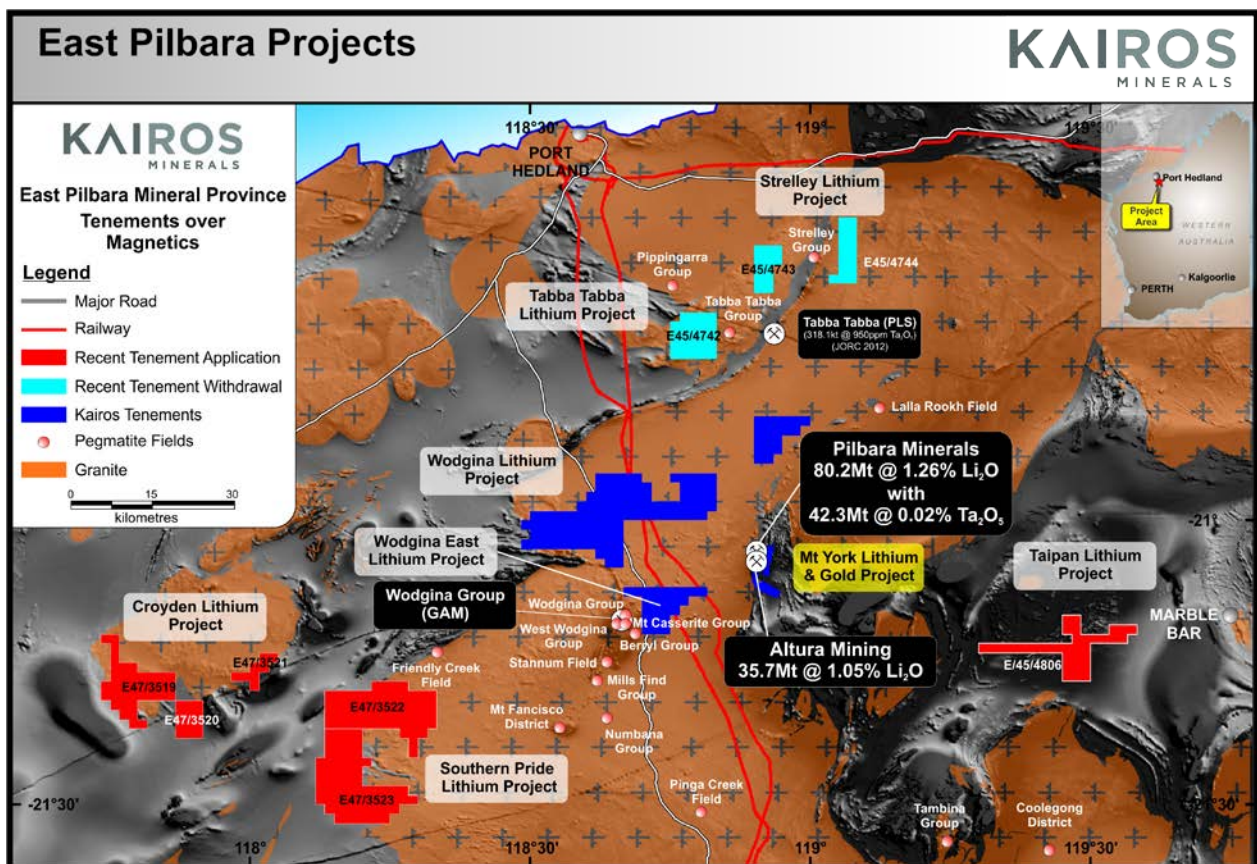 East Pilbara Projects
KAIROS
MINERALS
KAIROS
MINERALS
East Pilbara Mineral Province
Tenements over
Magnetics
Legend
Major Road
Railway
Recent Tenement Application
Recent Tenement Withdrawal
Kairos Tenements
Pegmatite Fields
Granite
0 15 30
kilometres
118°30'
119°
119°30'
PORT
HEDLAND
Port Hedland
Project
Area
WESTERN
AUSTRALIA
Kalgoorlie
PERTH
Strelley Lithium
Project
Strelley
Group
E45/4743
E45/4744
Pippingarra
Group
Tabba Tabba
Lithium Project
Tabba Tabba
Group
E45/4742
Tabba Tabba (PLS)
(318.1kt @ 950ppm Ta₂O₅)
(JORC 2012)
Lalla Rookh Field
Wodgina Lithium
Project
Pilbara Minerals
80.2Mt @ 1.26% Li₂O
with
42.3Mt @ 0.02% Ta₂O₅
-21°
Wodgina East
Lithium Project
Mt York Lithium
& Gold Project
Taipan Lithium
Project
Wodgina Group
(GAM)
Wodgina Group
Mt Casserite Group
West Wodgina
Group
Berryl Group
Stannum Field
Mills Find
Group
Altura Mining
35.7Mt @ 1.05% Li₂O
MARBLE
BAR
E/45/4806
Croyden Lithium
Project
E47/3521
E47/3519
E47/3520
Friendly Creek
Field
E47/3522
Mt Fancisco
District
Numbana
Group
Southern Pride
Lithium Project
E47/3523
Pinga Creek
Field
-21°30'
-21°30'
Tambina
Group
Coolegong
District
118°
118°30'
119°
119°30'